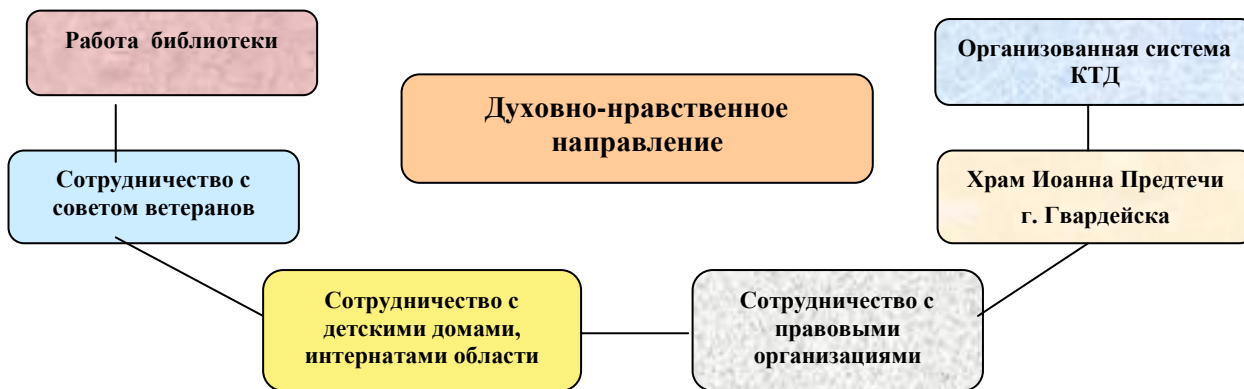 Работа библиотеки
Организованная система
КТД
Духовно-нравственное
направление
Сотрудничество с
советом ветеранов
Храм Иоанна Предтечи
г. Гвардейска
Сотрудничество с
детскими домами,
интернатами области
Сотрудничество с
правовыми
организациями